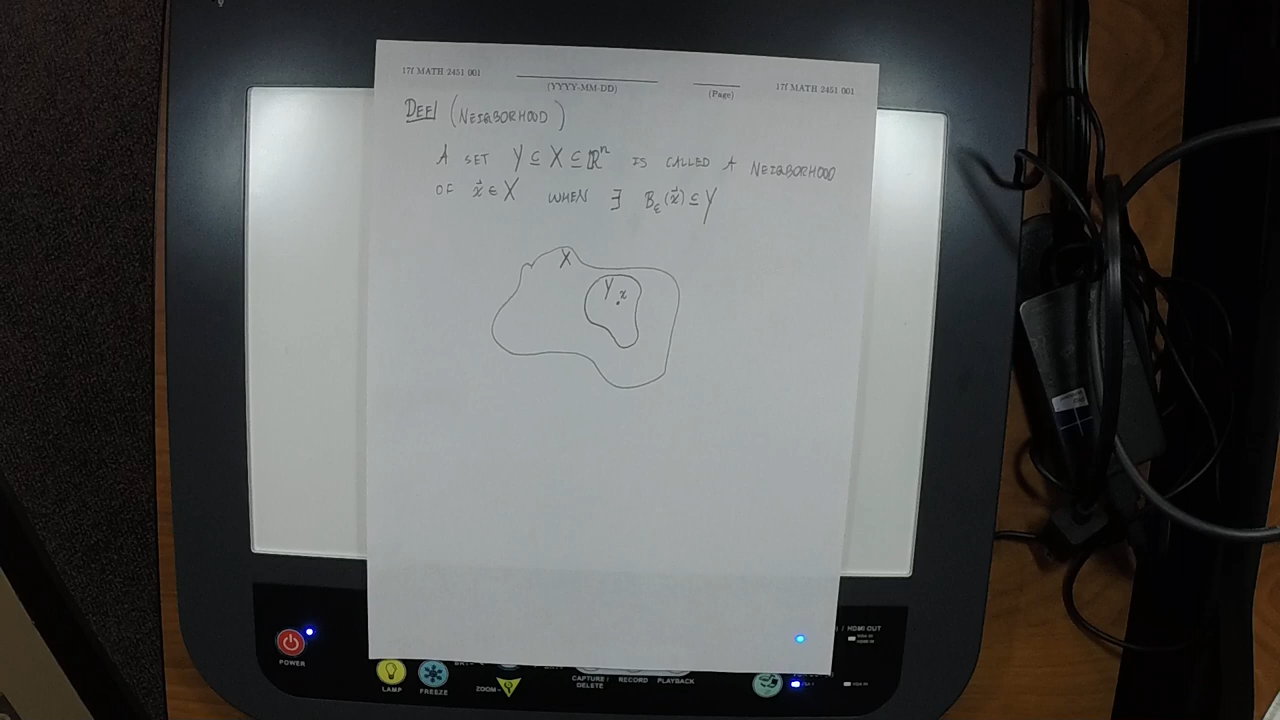 17f MATH 2451 001
(YYYY-MM-DD)
(Page)
17f MATH 2451 001
DEF (NEIGHBORHOOD)
A SET Y ⊆ X ⊆ ℝⁿ IS CALLED A NEIGHBORHOOD
OF x⃗ ∈ X WHEN ∃ B_ε(x⃗) ⊆ Y
X
Y x
POWER
LAMP
FREEZE
ZOOM
CAPTURE / DELETE
RECORD
PLAYBACK
/ HDMI OUT